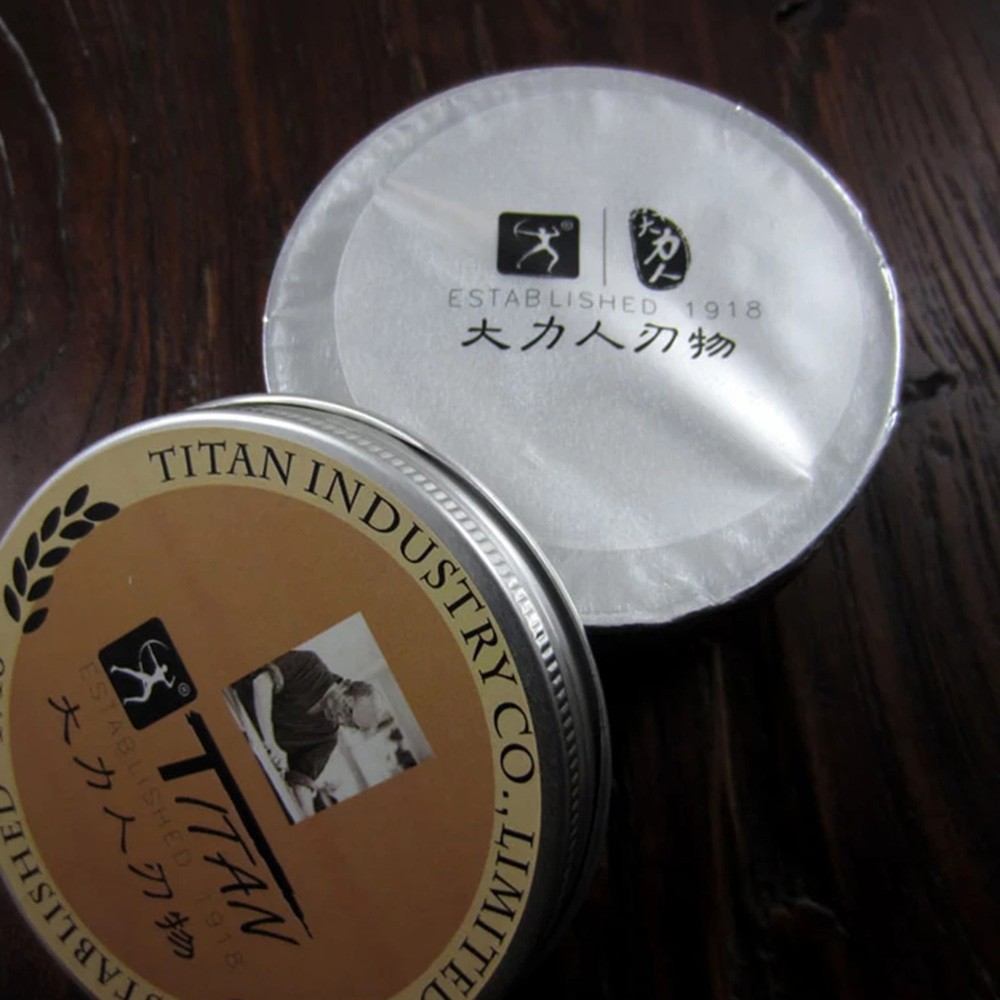 ®
大力人
ESTABLISHED 1918
大力人刃物
TITAN INDUSTRY CO., LIMITED
®
TITAN
ESTABLISHED 1918
大力人刃物
ESTABLISHED